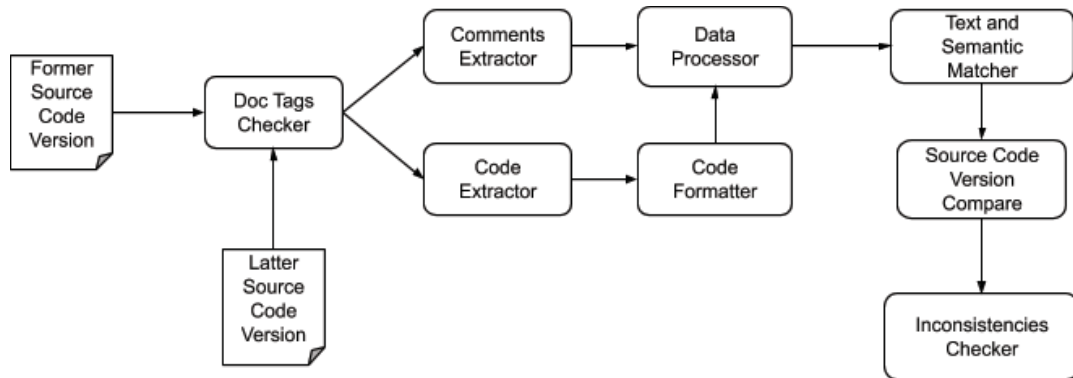 Former
Source
Code
Version
Doc Tags
Checker
Latter
Source
Code
Version
Comments
Extractor
Code
Extractor
Data
Processor
Code
Formatter
Text and
Semantic
Matcher
Source Code
Version
Compare
Inconsistencies
Checker